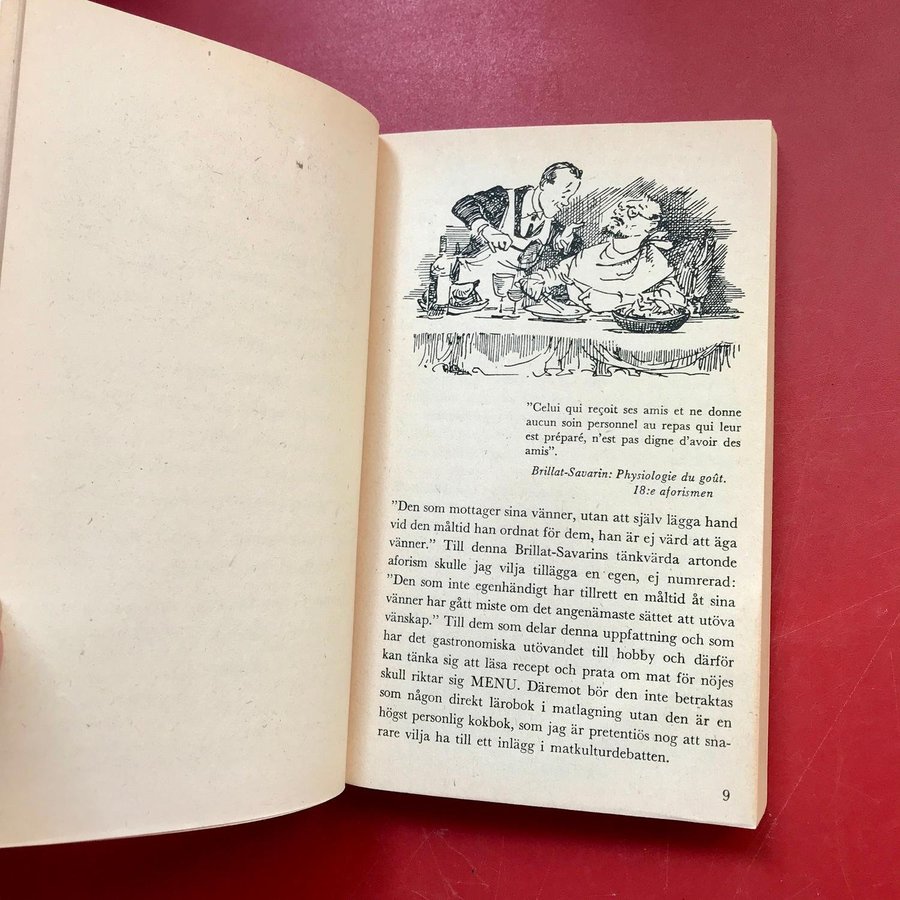 "Celui qui reçoit ses amis et ne donne
aucun soin personnel au repas qui leur
est préparé, n'est pas digne d'avoir des
amis".
Brillat-Savarin: Physiologie du goût.
18:e aforismen
"Den som mottager sina vänner, utan att själv lägga hand
vid den måltid han ordnat för dem, han är ej värd att äga
vänner." Till denna Brillat-Savarins tänkvärda artonde
aforism skulle jag vilja tillägga en egen, ej numrerad:
"Den som inte egenhändigt har tillrett en måltid åt sina
vänner har gått miste om det angenämaste sättet att utöva
vänskap." Till dem som delar denna uppfattning och som
har det gastronomiska utövandet till hobby och därför
kan tänka sig att läsa recept och prata om mat för nöjes
skull riktar sig MENU. Däremot bör den inte betraktas
som någon direkt lärobok i matlagning utan den är en
högst personlig kokbok, som jag är pretentiös nog att sna-
rare vilja ha till ett inlägg i matkulturdebatten.
9